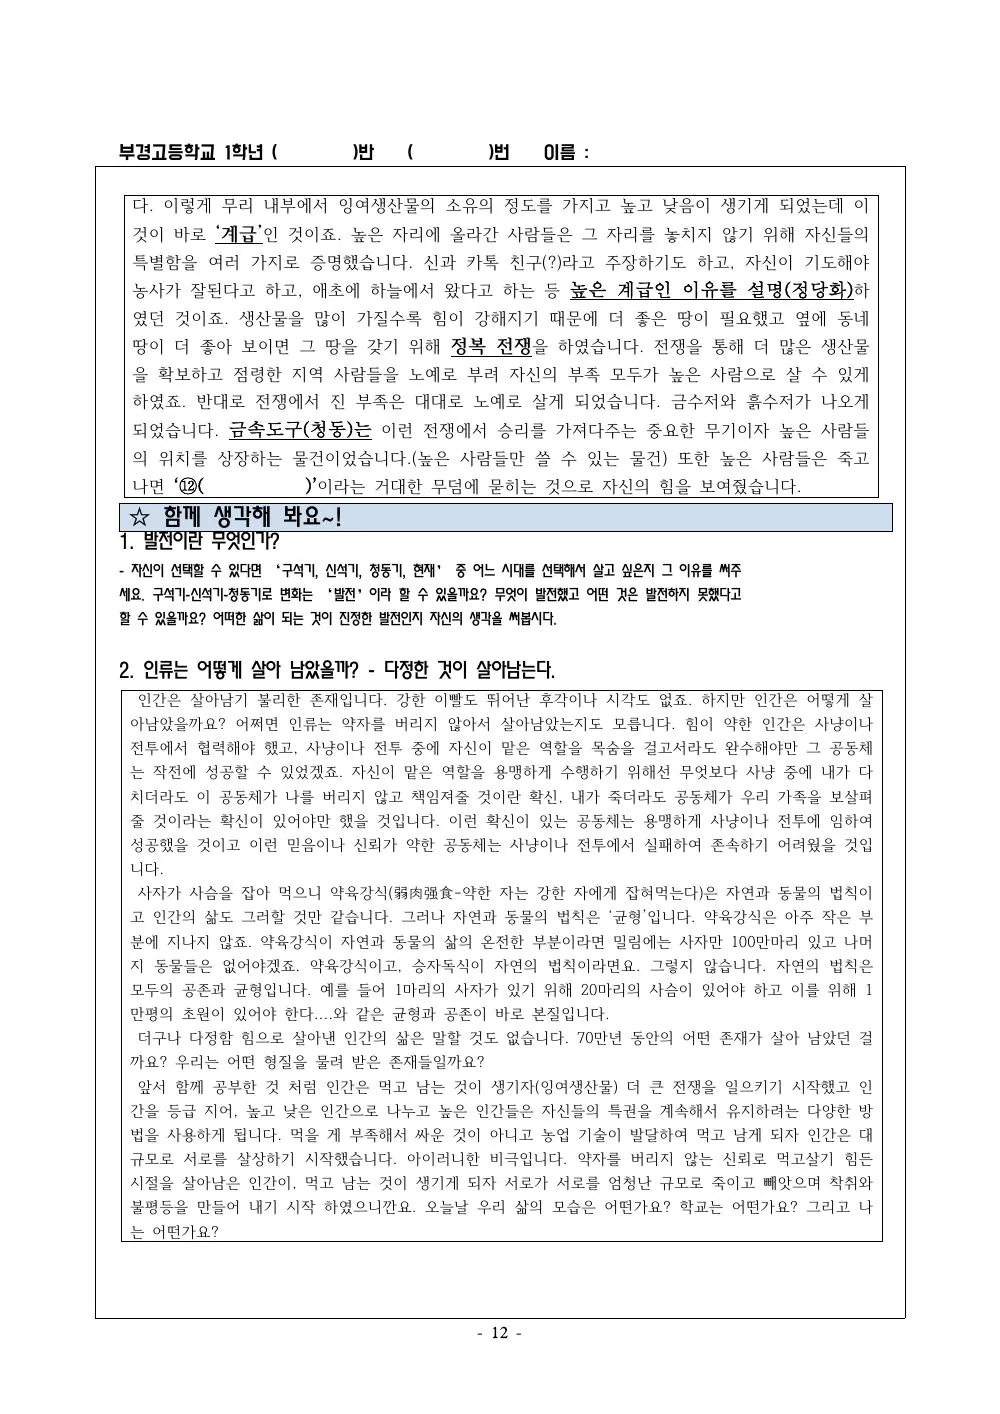 부경고등학교 1학년 (          )반    (          )번    이름 :
다. 이렇게 무리 내부에서 잉여생산물의 소유의 정도를 가지고 높고 낮음이 생기게 되었는데 이
것이 바로 ‘계급’인 것이죠. 높은 자리에 올라간 사람들은 그 자리를 놓치지 않기 위해 자신들의
특별함을 여러 가지로 증명했습니다. 신과 카톡 친구(?)라고 주장하기도 하고, 자신이 기도해야
농사가 잘된다고 하고, 애초에 하늘에서 왔다고 하는 등 높은 계급인 이유를 설명(정당화)하
였던 것이죠. 생산물을 많이 가질수록 힘이 강해지기 때문에 더 좋은 땅이 필요했고 옆에 동네
땅이 더 좋아 보이면 그 땅을 갖기 위해 정복 전쟁을 하였습니다. 전쟁을 통해 더 많은 생산물
을 확보하고 점령한 지역 사람들을 노예로 부려 자신의 부족 모두가 높은 사람으로 살 수 있게
하였죠. 반대로 전쟁에서 진 부족은 대대로 노예로 살게 되었습니다. 금수저와 흙수저가 나오게
되었습니다. 금속도구(청동)는 이런 전쟁에서 승리를 가져다주는 중요한 무기이자 높은 사람들
의 위치를 상장하는 물건이었습니다.(높은 사람들만 쓸 수 있는 물건) 또한 높은 사람들은 죽고
나면 ‘⑫(          )’이라는 거대한 무덤에 묻히는 것으로 자신의 힘을 보여줬습니다.
☆ 함께 생각해 봐요~!
1. 발전이란 무엇인가?
- 자신이 선택할 수 있다면 ‘구석기, 신석기, 청동기, 현재’ 중 어느 시대를 선택해서 살고 싶은지 그 이유를 써주
세요. 구석기-신석기-청동기로 변화는 ‘발전’이라 할 수 있을까요? 무엇이 발전했고 어떤 것은 발전하지 못했다고
할 수 있을까요? 어떠한 삶이 되는 것이 진정한 발전인지 자신의 생각을 써봅시다.
2. 인류는 어떻게 살아 남았을까? - 다정한 것이 살아남는다.
인간은 살아남기 불리한 존재입니다. 강한 이빨도 뛰어난 후각이나 시각도 없죠. 하지만 인간은 어떻게 살
아남았을까요? 어쩌면 인류는 약자를 버리지 않아서 살아남았는지도 모릅니다. 힘이 약한 인간은 사냥이나
전투에서 협력해야 했고, 사냥이나 전투 중에 자신이 맡은 역할을 목숨을 걸고서라도 완수해야만 그 공동체
는 작전에 성공할 수 있었겠죠. 자신이 맡은 역할을 용맹하게 수행하기 위해선 무엇보다 사냥 중에 내가 다
치더라도 이 공동체가 나를 버리지 않고 책임져줄 것이란 확신, 내가 죽더라도 공동체가 우리 가족을 보살펴
줄 것이라는 확신이 있어야만 했을 것입니다. 이런 확신이 있는 공동체는 용맹하게 사냥이나 전투에 임하여
성공했을 것이고 이런 믿음이나 신뢰가 약한 공동체는 사냥이나 전투에서 실패하여 존속하기 어려웠을 것입
니다.
사자가 사슴을 잡아 먹으니 약육강식(弱肉强食-약한 자는 강한 자에게 잡혀먹는다)은 자연과 동물의 법칙이
고 인간의 삶도 그러할 것만 같습니다. 그러나 자연과 동물의 법칙은 ‘균형’입니다. 약육강식은 아주 작은 부
분에 지나지 않죠. 약육강식이 자연과 동물의 삶의 온전한 부분이라면 밀림에는 사자만 100만마리 있고 나머
지 동물들은 없어야겠죠. 약육강식이고, 승자독식이 자연의 법칙이라면요. 그렇지 않습니다. 자연의 법칙은
모두의 공존과 균형입니다. 예를 들어 1마리의 사자가 있기 위해 20마리의 사슴이 있어야 하고 이를 위해 1
만평의 초원이 있어야 한다....와 같은 균형과 공존이 바로 본질입니다.
더구나 다정함 힘으로 살아낸 인간의 삶은 말할 것도 없습니다. 70만년 동안의 어떤 존재가 살아 남았던 걸
까요? 우리는 어떤 형질을 물려 받은 존재들일까요?
앞서 함께 공부한 것 처럼 인간은 먹고 남는 것이 생기자(잉여생산물) 더 큰 전쟁을 일으키기 시작했고 인
간을 등급 지어, 높고 낮은 인간으로 나누고 높은 인간들은 자신들의 특권을 계속해서 유지하려는 다양한 방
법을 사용하게 됩니다. 먹을 게 부족해서 싸운 것이 아니고 농업 기술이 발달하여 먹고 남게 되자 인간은 대
규모로 서로를 살상하기 시작했습니다. 아이러니한 비극입니다. 약자를 버리지 않는 신뢰로 먹고살기 힘든
시절을 살아남은 인간이, 먹고 남는 것이 생기게 되자 서로가 서로를 엄청난 규모로 죽이고 빼앗으며 착취와
불평등을 만들어 내기 시작 하였으니깐요. 오늘날 우리 삶의 모습은 어떤가요? 학교는 어떤가요? 그리고 나
는 어떤가요?
- 12 -